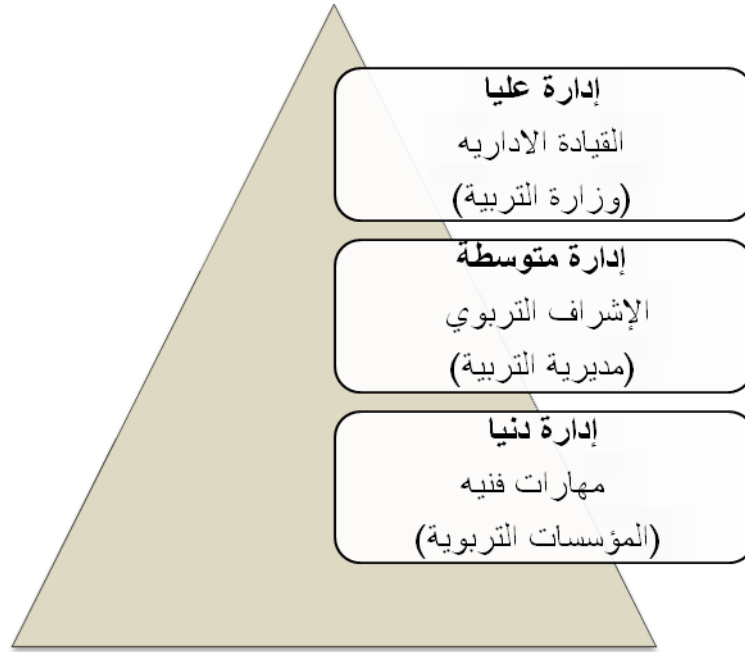 إدارة عليا
القيادة الاداريه
(وزارة التربية)
إدارة متوسطة
الإشراف التربوي
(مديرية التربية)
إدارة دنيا
مهارات فنيه
(المؤسسات التربوية)